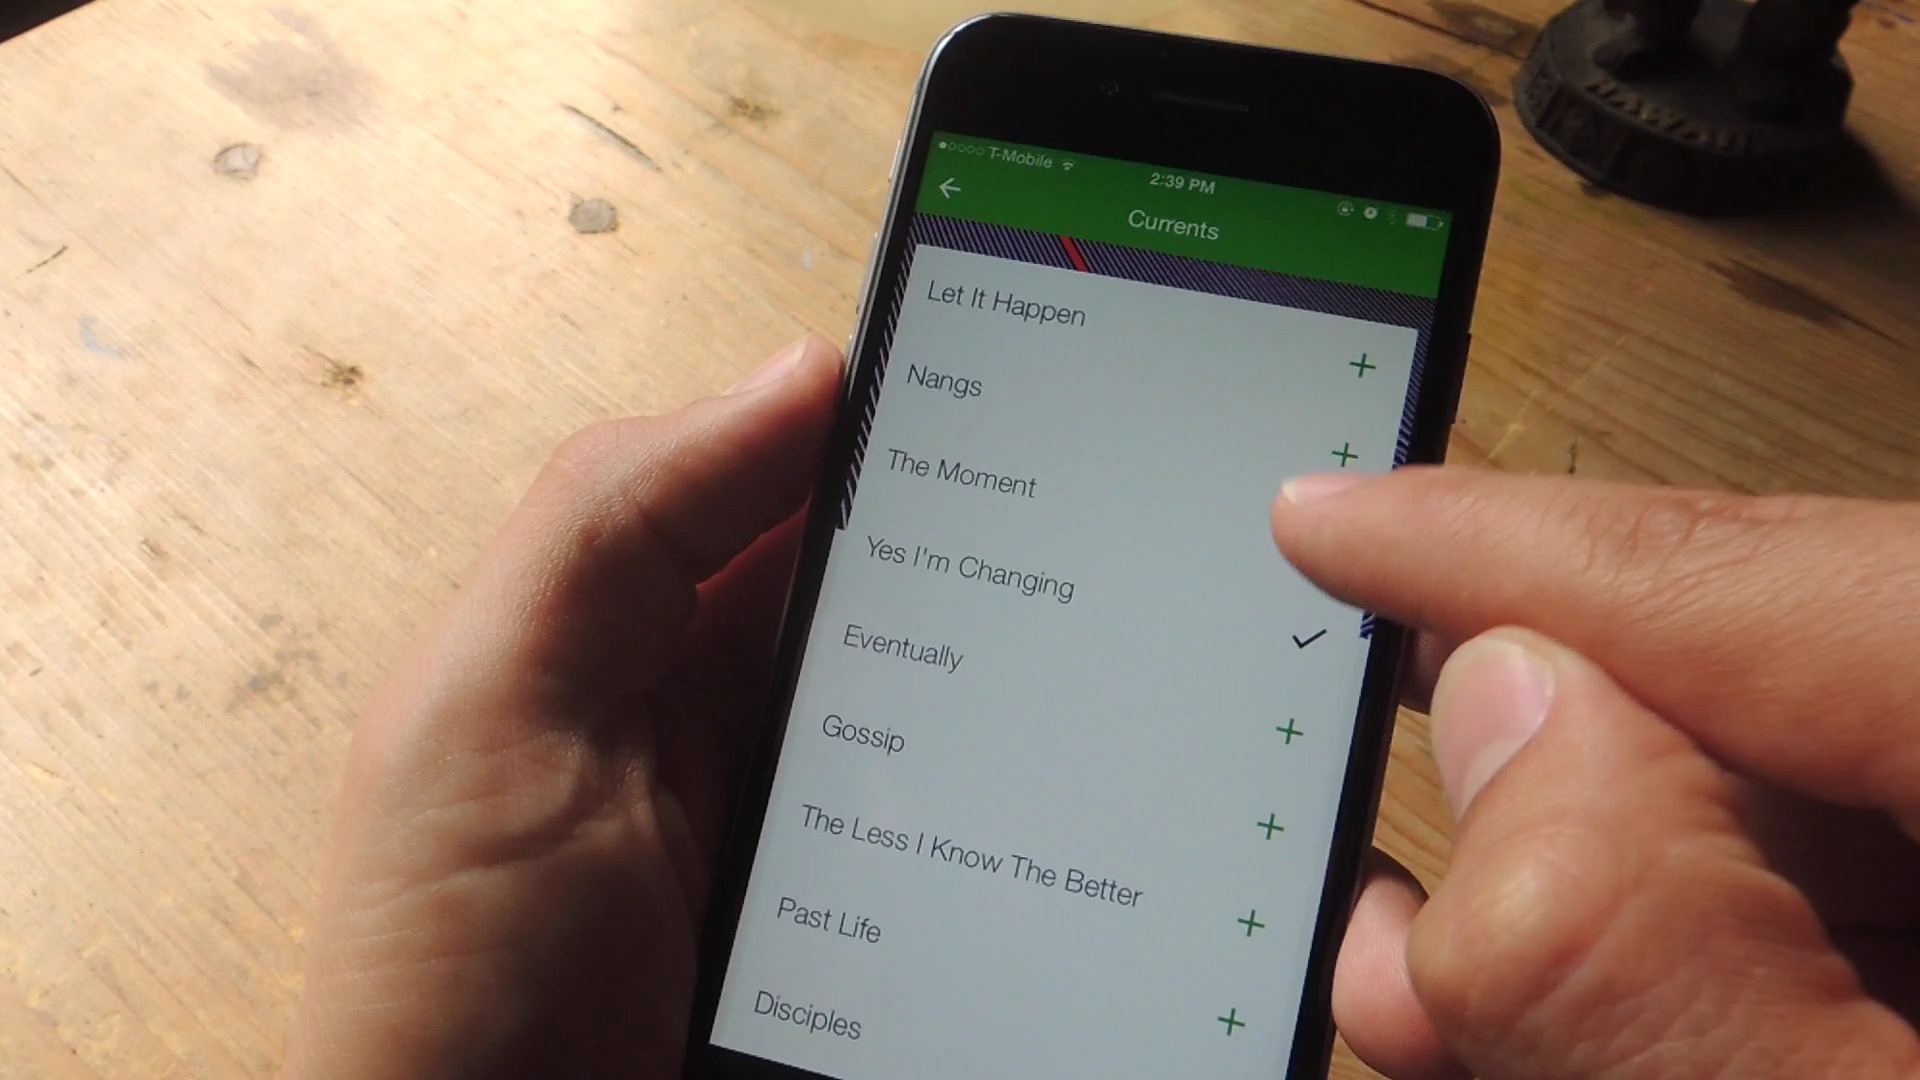 T-Mobile
2:39 PM
Currents
Let It Happen
Nangs
The Moment
Yes I'm Changing
Eventually
Gossip
The Less I Know The Better
Past Life
Disciples
HAWAII